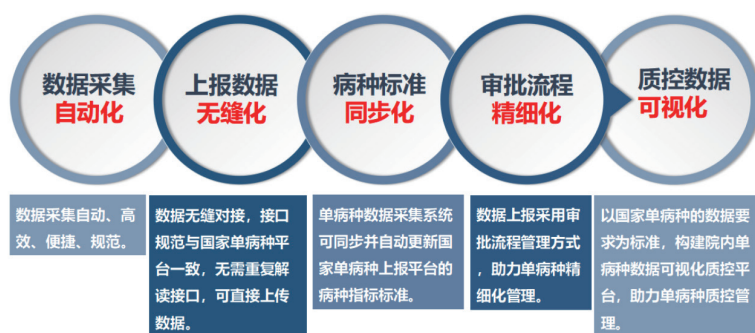 数据采集
自动化
上报数据
无缝化
病种标准
同步化
审批流程
精细化
质控数据
可视化
数据采集自动、高
效、便捷、规范。
数据无缝对接，接口
规范与国家单病种平
台一致，无需重复解
读接口，可直接上传
数据。
单病种数据采集系统
可同步并自动更新国
家单病种上报平台的
病种指标标准。
数据上报采用审
批流程管理方式
，助力单病种精
细化管理。
以国家单病种的数据要
求为标准，构建院内单
病种数据可视化质控平
台，助力单病种质控管
理。